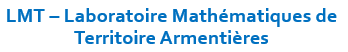 LMT – Laboratoire Mathématiques de
Territoire Armentières